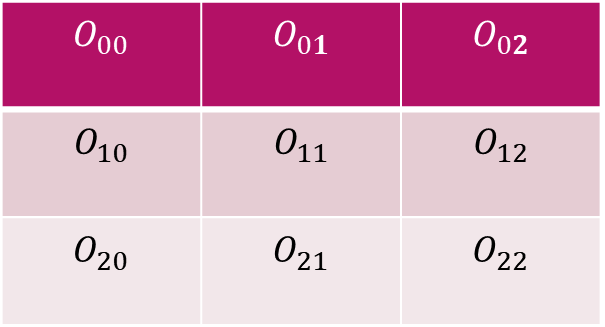 O₀₀ O₀₁ O₀₂
O₁₀ O₁₁ O₁₂
O₂₀ O₂₁ O₂₂